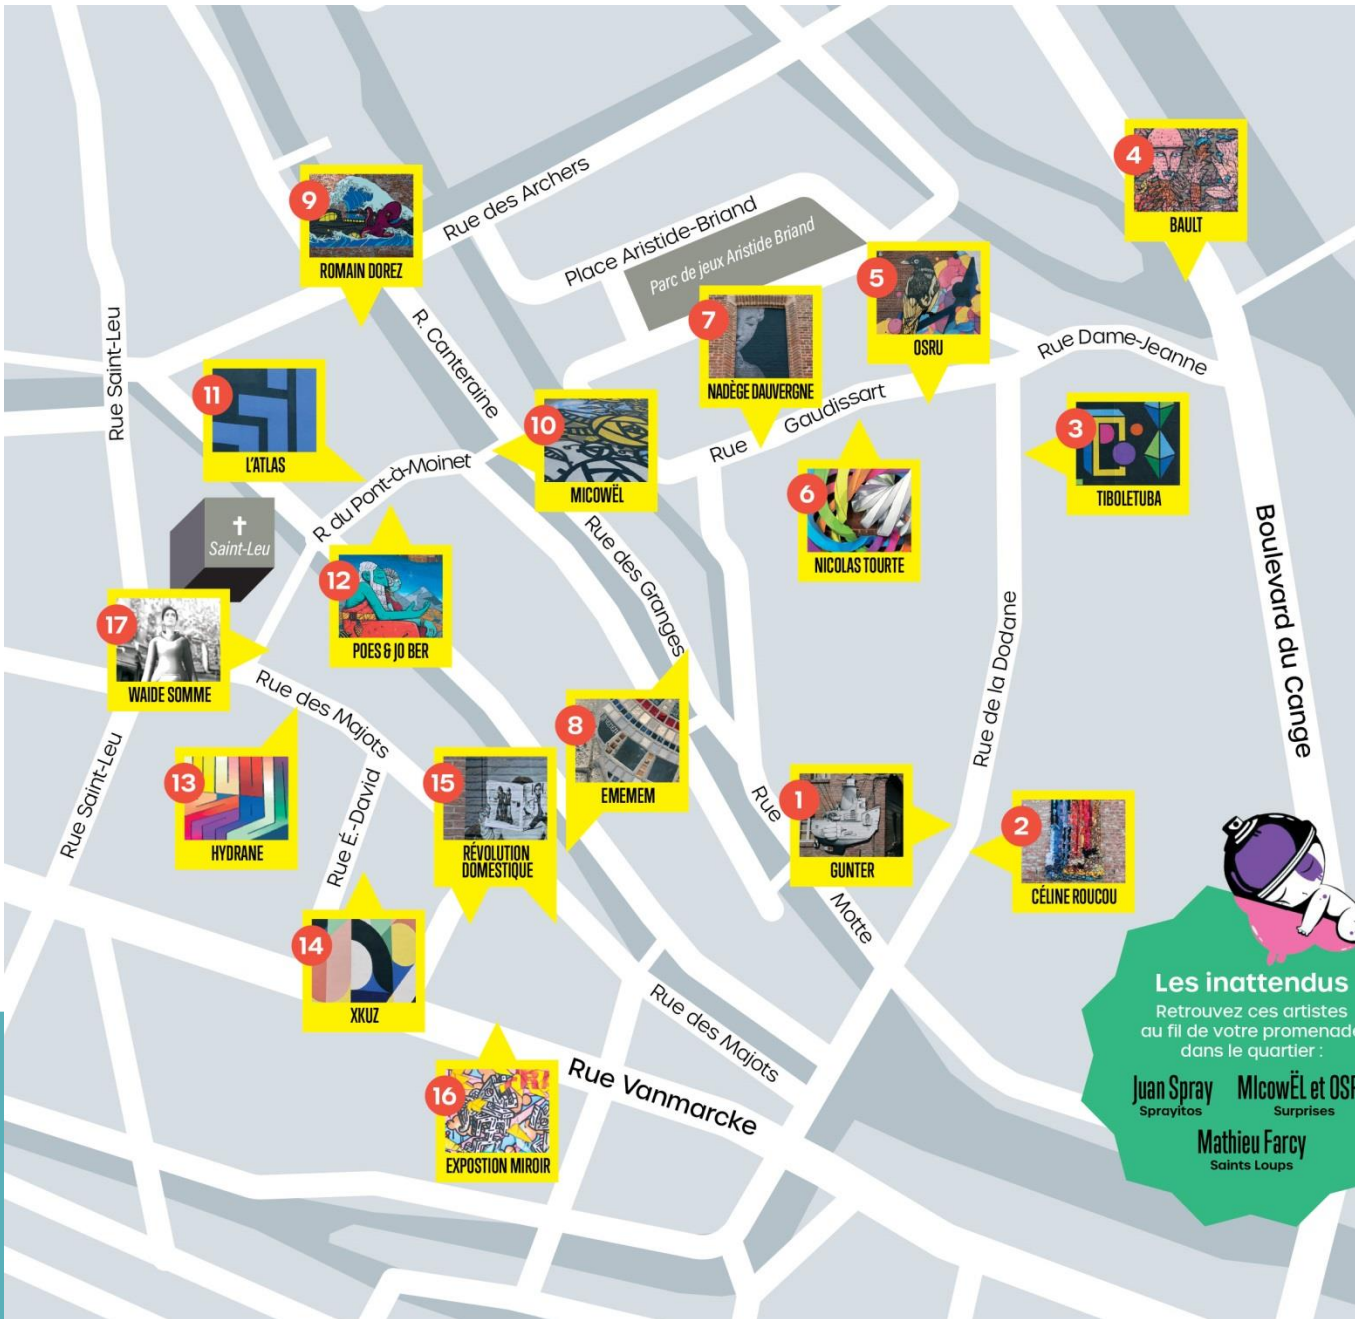 4
BAULT
9
ROMAIN DOREZ
Rue des Archers
Place Aristide-Briand
Parc de jeux Aristide Briand
5
OSRU
7
NADÈGE DAUVERGNE
Rue Dame-Jeanne
Rue Saint-Leu
11
L'ATLAS
R. Canteraine
10
MICOWËL
Rue Gaudissart
3
TIBOLETUBA
R. du Pont-à-Moinet
6
NICOLAS TOURTE
Saint-Leu
12
POES & JO BER
Rue des Granges
Rue de la Dodane
Boulevard du Cange
17
WAIDE SOMME
Rue des Majots
8
EMEMEM
13
HYDRANE
Rue Saint-Leu
Rue É.-David
15
RÉVOLUTION
DOMESTIQUE
Rue Motte
1
GUNTER
2
CÉLINE ROUCOU
14
XKUZ
Rue des Majots
Rue Vanmarcke
16
EXPOSTION MIROIR
Les inattendus
Retrouvez ces artistes
au fil de votre promenade
dans le quartier :
Juan Spray
Sprayitos
MIcowËL et OSR
Surprises
Mathieu Farcy
Saints Loups